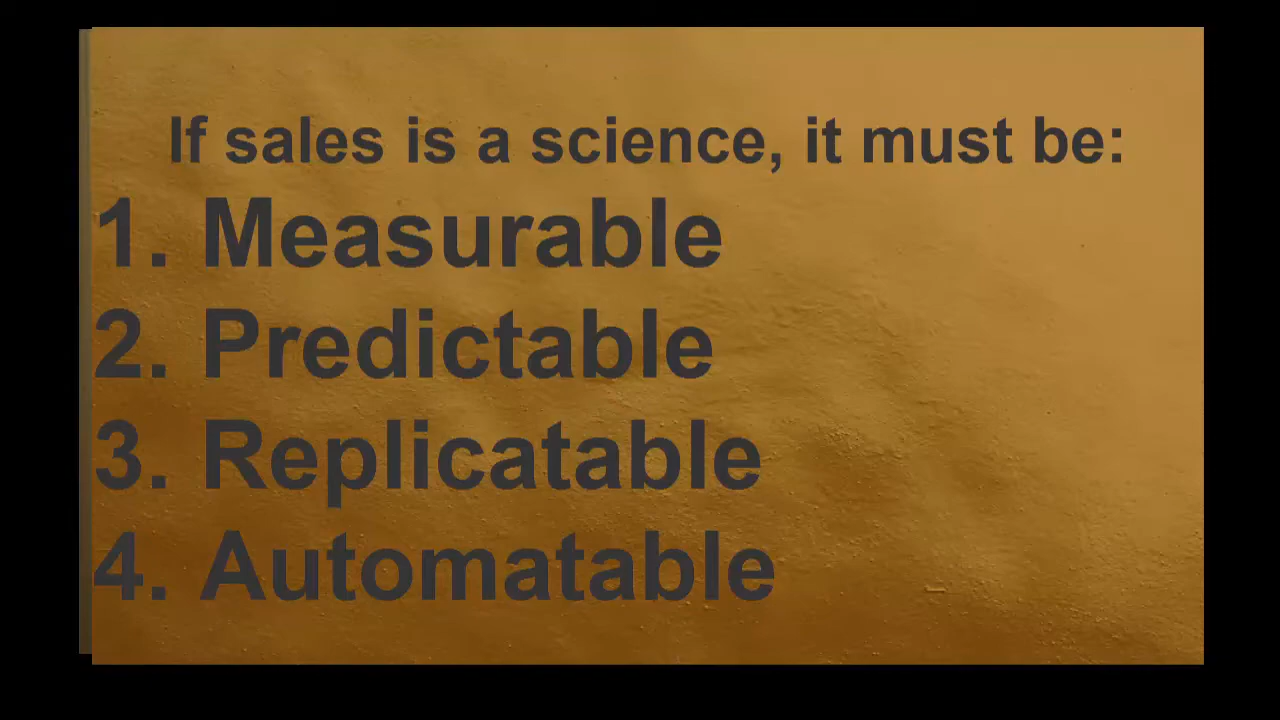 If sales is a science, it must be:
1. Measurable
2. Predictable
3. Replicatable
4. Automatable